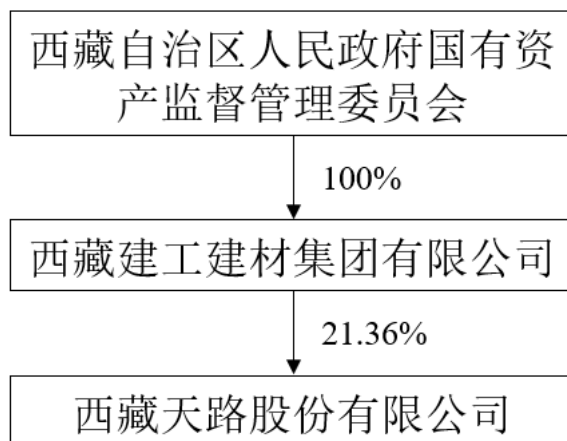 西藏自治区人民政府国有资
产监督管理委员会
100%
西藏建工建材集团有限公司
21.36%
西藏天路股份有限公司